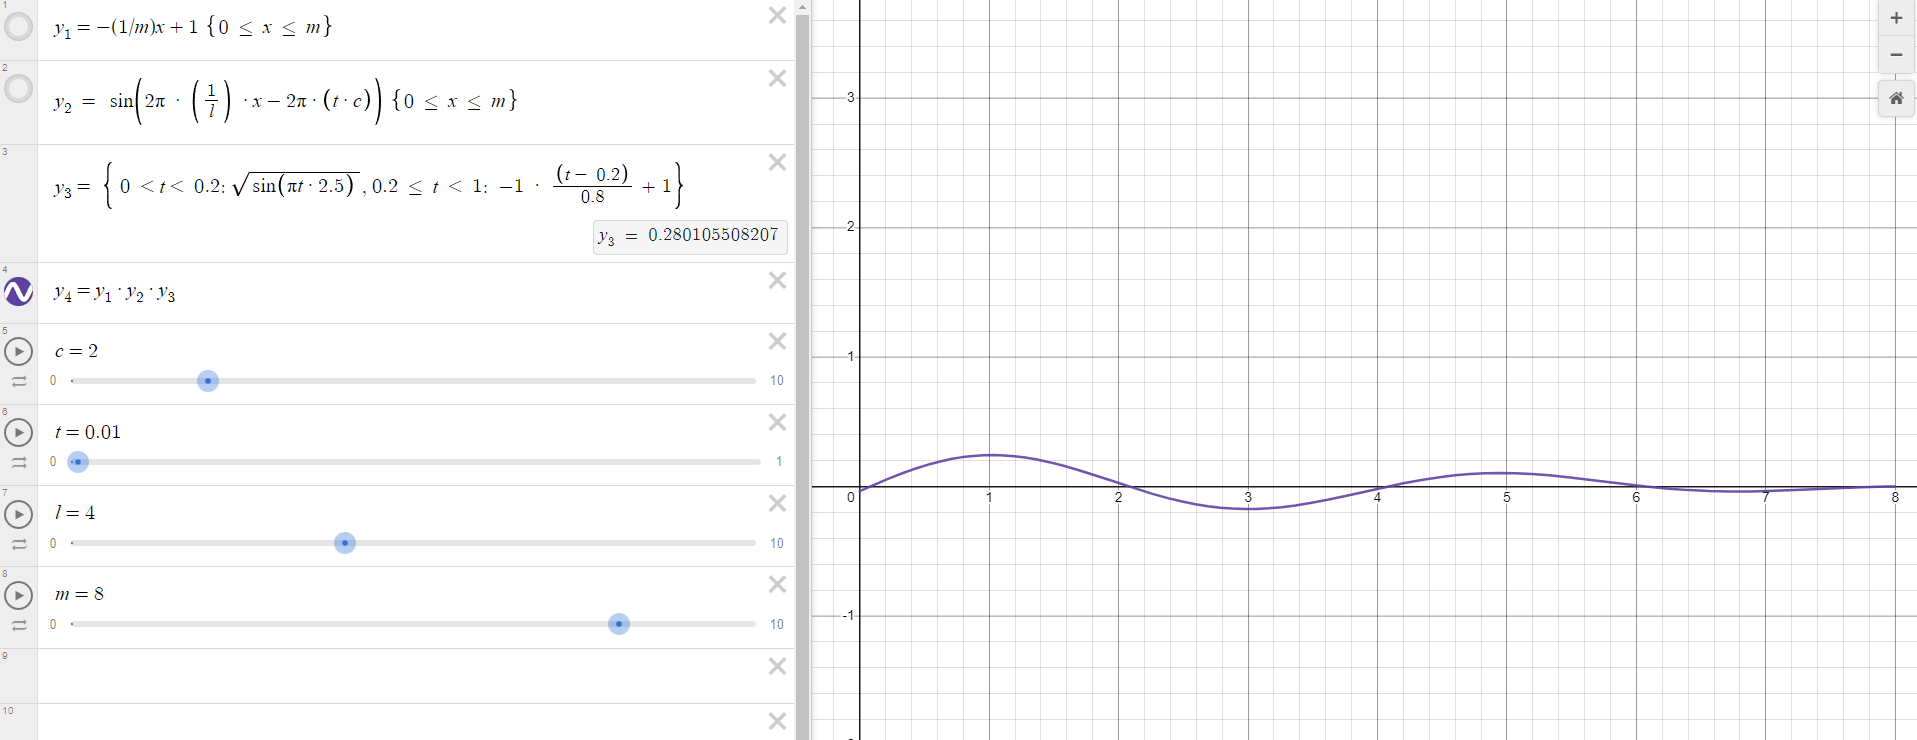 1
y₁ = −(1/m)x + 1 {0 ≤ x ≤ m}
2
y₂ = sin(2π · (1/l) · x − 2π · (t · c)) {0 ≤ x ≤ m}
3
y₃ = {0 < t < 0.2: √sin(πt · 2.5), 0.2 ≤ t < 1: −1 · (t − 0.2)/0.8 + 1}
y₃ = 0.280105508207
4
y₄ = y₁ · y₂ · y₃
5
c = 2
0 10
6
t = 0.01
0 1
7
l = 4
0 10
8
m = 8
0 10
9
10
+
−
3
2
1
0 1 2 3 4 5 6 7 8
-1